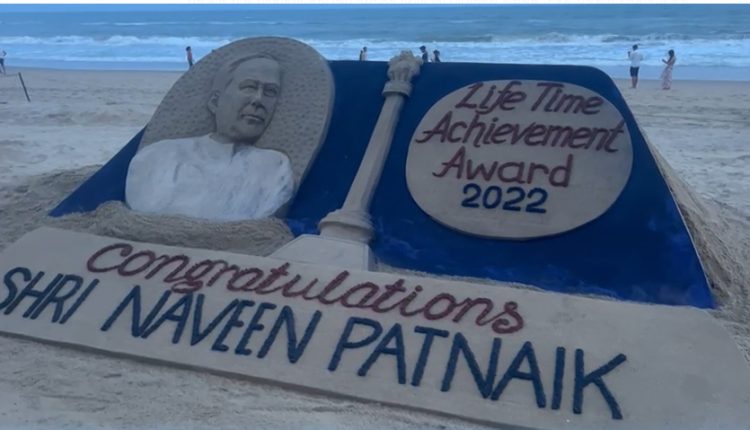 Life Time
Achievement
Award
2022
Congratulations
SHRI NAVEEN PATNAIK